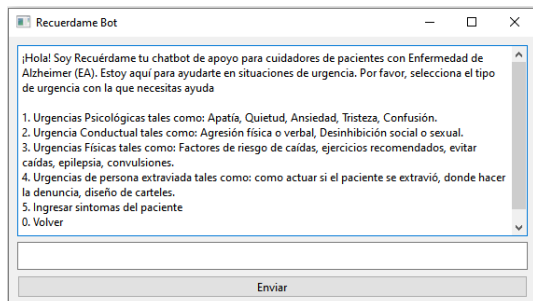 Recuerdame Bot
¡Hola! Soy Recuérdame tu chatbot de apoyo para cuidadores de pacientes con Enfermedad de
Alzheimer (EA). Estoy aquí para ayudarte en situaciones de urgencia. Por favor, selecciona el tipo
de urgencia con la que necesitas ayuda
1. Urgencias Psicológicas tales como: Apatía, Quietud, Ansiedad, Tristeza, Confusión.
2. Urgencia Conductual tales como: Agresión física o verbal, Desinhibición social o sexual.
3. Urgencias Físicas tales como: Factores de riesgo de caídas, ejercicios recomendados, evitar
caídas, epilepsia, convulsiones.
4. Urgencias de persona extraviada tales como: como actuar si el paciente se extravió, donde hacer
la denuncia, diseño de carteles.
5. Ingresar sintomas del paciente
0. Volver
Enviar